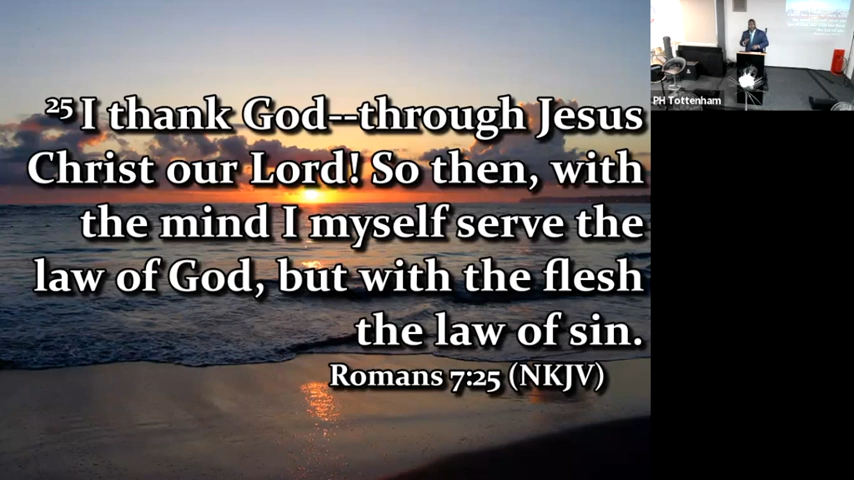 25 I thank God--through Jesus
Christ our Lord! So then, with
the mind I myself serve the
law of God, but with the flesh
the law of sin.
Romans 7:25 (NKJV)
PH Tottenham